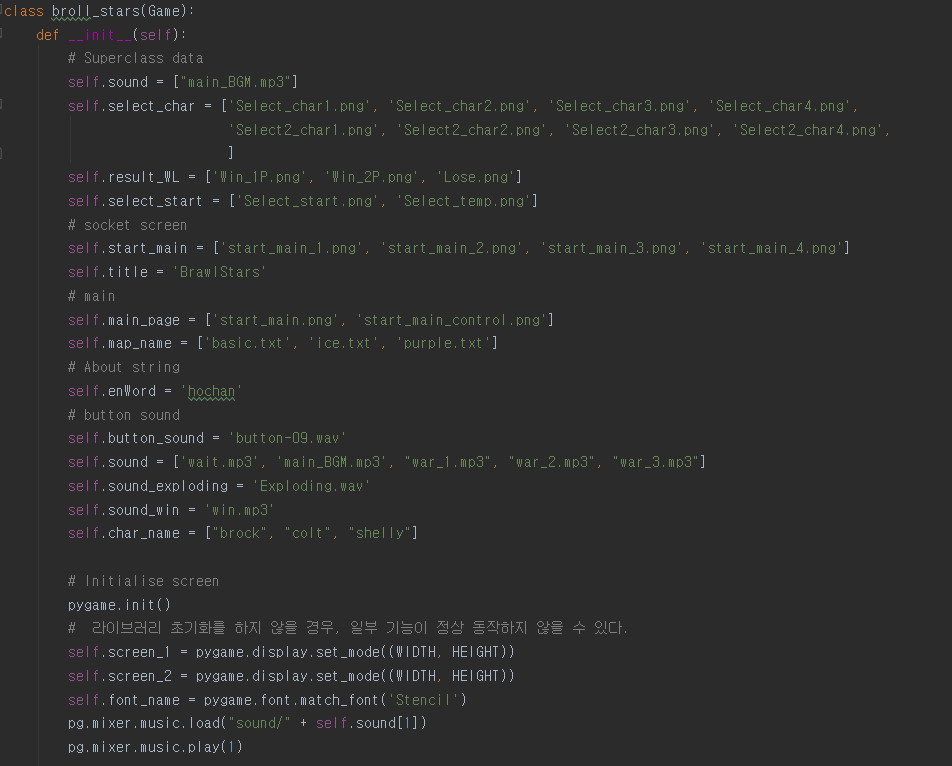 class broll_stars(Game):
def __init__(self):
# Superclass data
self.sound = ["main_BGM.mp3"]
self.select_char = ['Select_char1.png', 'Select_char2.png', 'Select_char3.png', 'Select_char4.png',
'Select2_char1.png', 'Select2_char2.png', 'Select2_char3.png', 'Select2_char4.png',
]
self.result_WL = ['Win_1P.png', 'Win_2P.png', 'Lose.png']
self.select_start = ['Select_start.png', 'Select_temp.png']
# socket screen
self.start_main = ['start_main_1.png', 'start_main_2.png', 'start_main_3.png', 'start_main_4.png']
self.title = 'BrawlStars'
# main
self.main_page = ['start_main.png', 'start_main_control.png']
self.map_name = ['basic.txt', 'ice.txt', 'purple.txt']
# About string
self.enWord = 'hochan'
# button sound
self.button_sound = 'button-09.wav'
self.sound = ['wait.mp3', 'main_BGM.mp3', "war_1.mp3", "war_2.mp3", "war_3.mp3"]
self.sound_exploding = 'Exploding.wav'
self.sound_win = 'win.mp3'
self.char_name = ["brock", "colt", "shelly"]
# Initialise screen
pygame.init()
#  라이브러리 초기화를 하지 않을 경우, 일부 기능이 정상 동작하지 않을 수 있다.
self.screen_1 = pygame.display.set_mode((WIDTH, HEIGHT))
self.screen_2 = pygame.display.set_mode((WIDTH, HEIGHT))
self.font_name = pygame.font.match_font('Stencil')
pg.mixer.music.load("sound/" + self.sound[1])
pg.mixer.music.play(1)